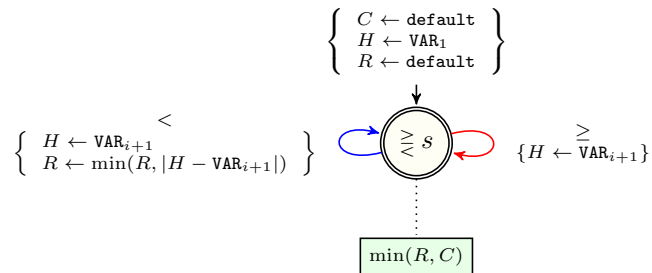 C ← default
H ← VAR₁
R ← default
<
H ← VARᵢ₊₁
R ← min(R, |H − VARᵢ₊₁|)
≥
< s
≥
{H ← VARᵢ₊₁}
min(R, C)